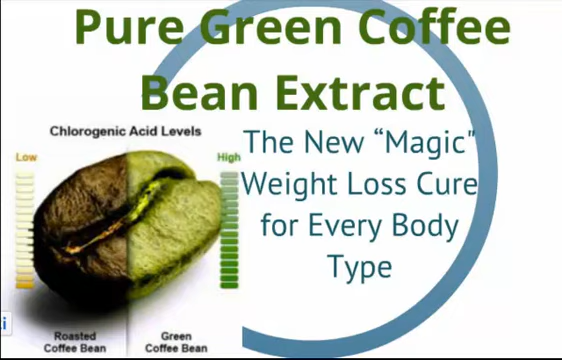 Pure Green Coffee
Bean Extract
Chlorogenic Acid Levels
Low
High
The New “Magic"
Weight Loss Cure
for Every Body
Type
Roasted
Coffee Bean
Green
Coffee Bean